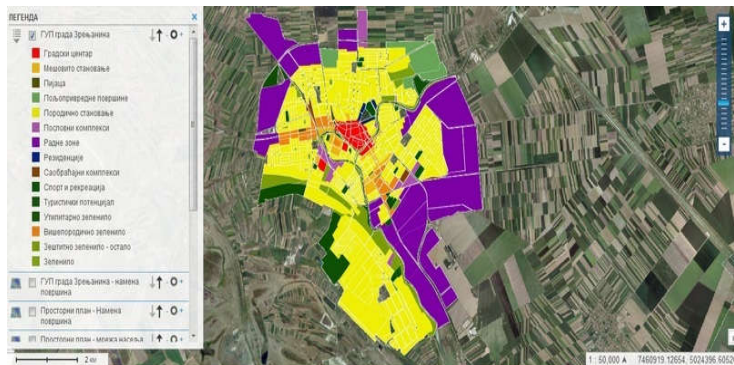 ЛЕГЕНДА
ГУП града Зрењанина
Градски центар
Мешовито становање
Пијаца
Пољопривредне површине
Породично становање
Пословни комплекси
Радне зоне
Резиденције
Саобраћајни комплекси
Спорт и рекреација
Туристички потенцијал
Утилитарно зеленило
Вишепородично зеленило
Зештитно зеленило - остало
Зеленило
ГУП града Зрењанина - намена
површина
Просторни план - Намена
Површина
Просторни план - мрежа насеља
2 км
1 : 50,000
7460919.12654, 5024396.6052